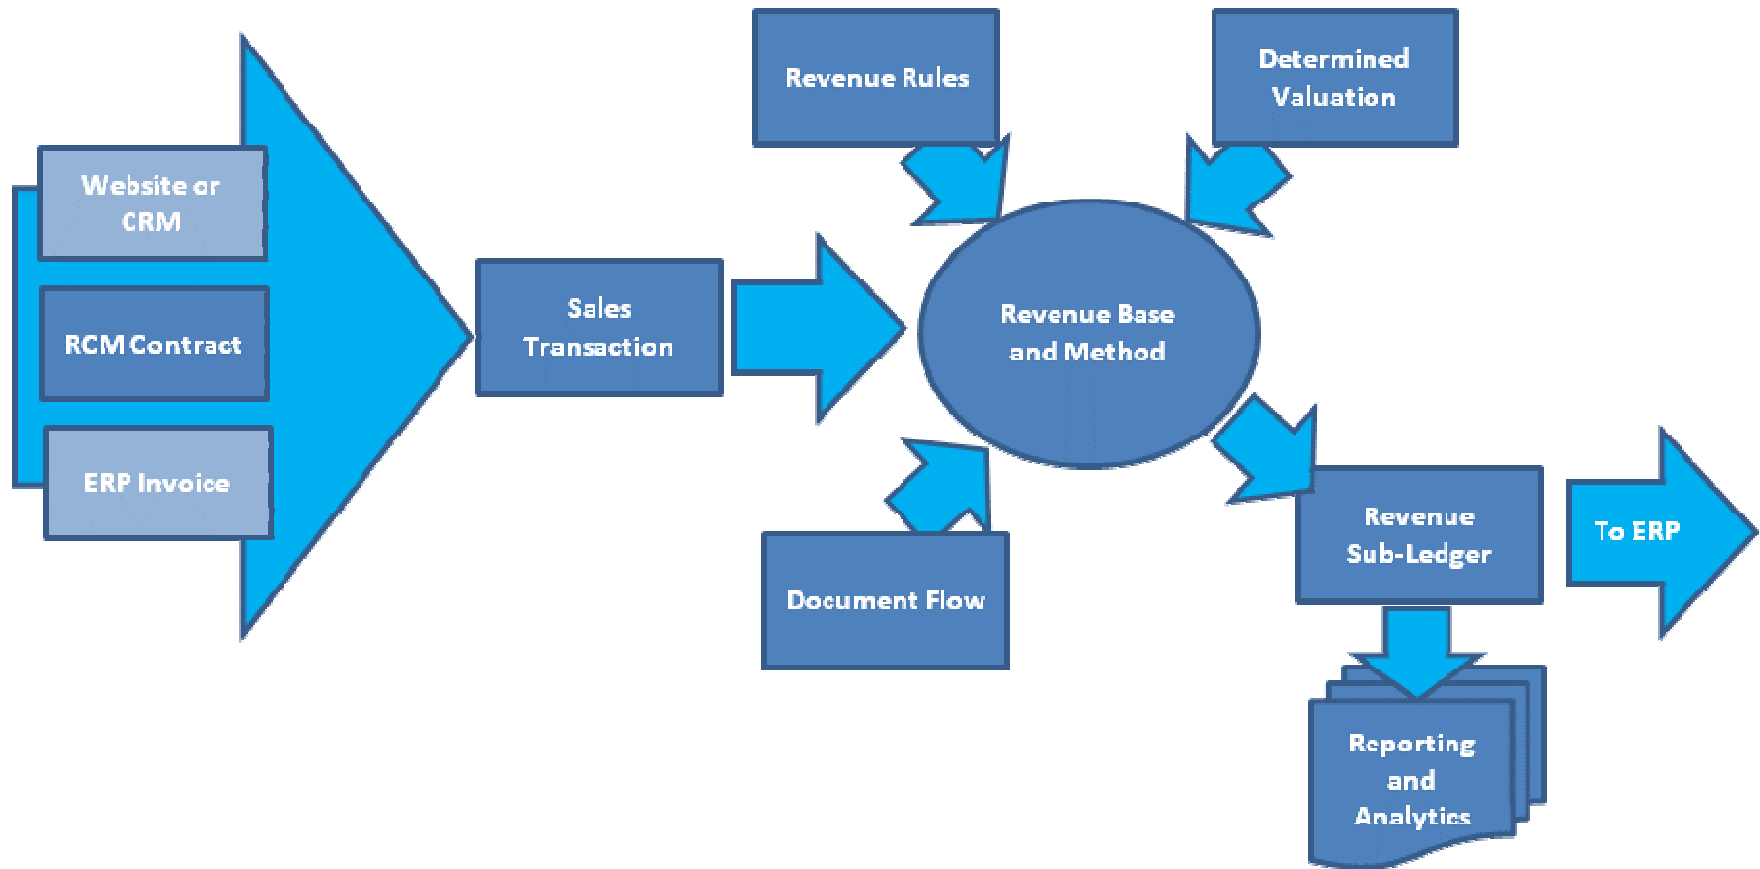 Website or
CRM
RCM Contract
ERP Invoice
Sales
Transaction
Revenue Rules
Determined
Valuation
Revenue Base
and Method
Document Flow
Revenue
Sub-Ledger
To ERP
Reporting
and
Analytics